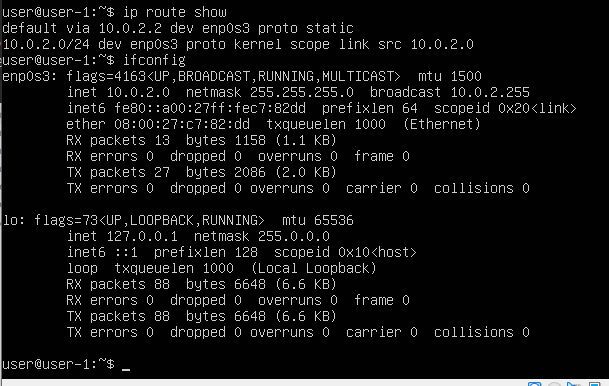 user@user-1:~$ ip route show
default via 10.0.2.2 dev enp0s3 proto static
10.0.2.0/24 dev enp0s3 proto kernel scope link src 10.0.2.0
user@user-1:~$ ifconfig
enp0s3: flags=4163<UP,BROADCAST,RUNNING,MULTICAST>  mtu 1500
        inet 10.0.2.0  netmask 255.255.255.0  broadcast 10.0.2.255
        inet6 fe80::a00:27ff:fec7:82dd  prefixlen 64  scopeid 0x20<link>
        ether 08:00:27:c7:82:dd  txqueuelen 1000  (Ethernet)
        RX packets 13  bytes 1158 (1.1 KB)
        RX errors 0  dropped 0  overruns 0  frame 0
        TX packets 27  bytes 2086 (2.0 KB)
        TX errors 0  dropped 0 overruns 0  carrier 0  collisions 0

lo: flags=73<UP,LOOPBACK,RUNNING>  mtu 65536
        inet 127.0.0.1  netmask 255.0.0.0
        inet6 ::1  prefixlen 128  scopeid 0x10<host>
        loop  txqueuelen 1000  (Local Loopback)
        RX packets 88  bytes 6648 (6.6 KB)
        RX errors 0  dropped 0  overruns 0  frame 0
        TX packets 88  bytes 6648 (6.6 KB)
        TX errors 0  dropped 0 overruns 0  carrier 0  collisions 0

user@user-1:~$ _